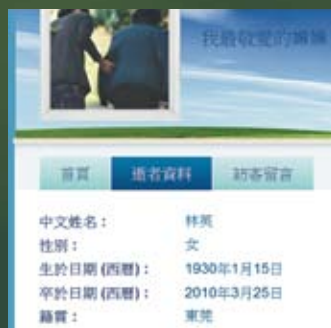 我最敬愛的嫲嫲
首頁 逝者資料 訪客留言
中文姓名： 林英
性別： 女
生於日期 (西曆)： 1930年1月15日
卒於日期 (西曆)： 2010年3月25日
籍貫： 東莞